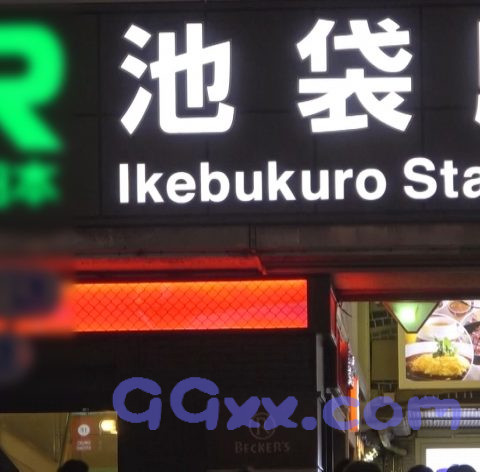 池袋
Ikebukuro Sta
GGxx.com
BECKER'S